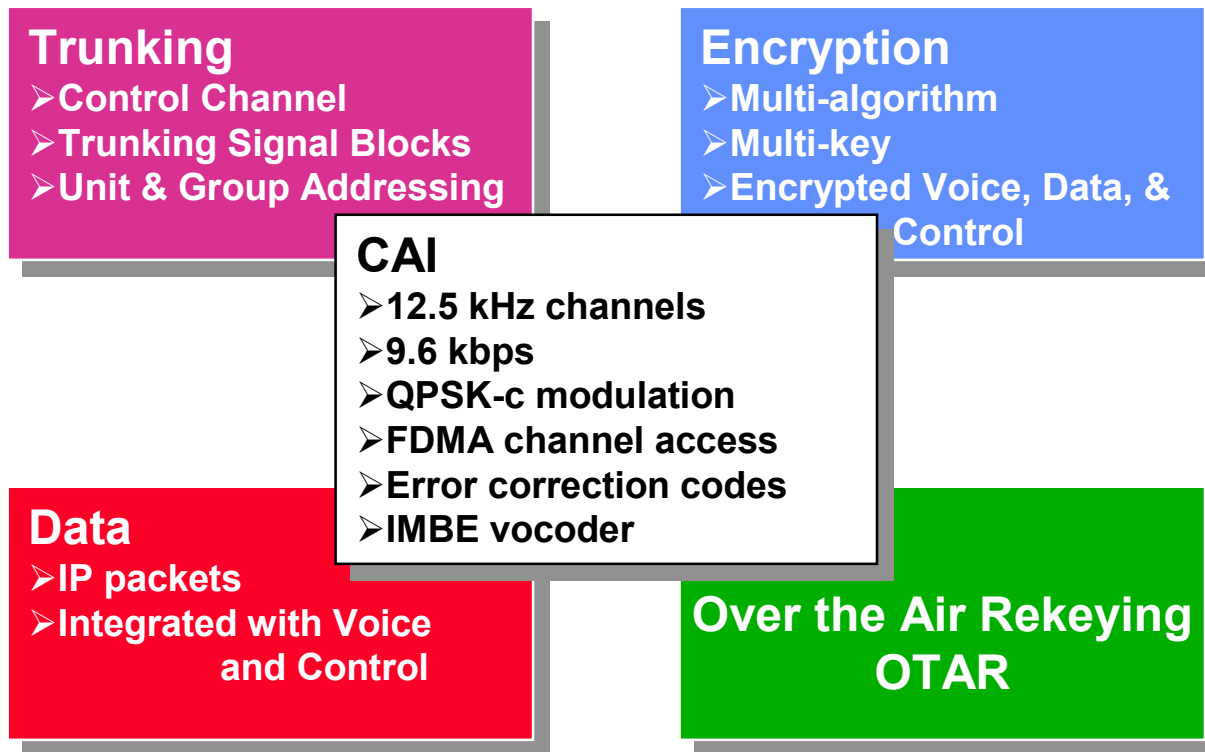 Trunking
➢Control Channel
➢Trunking Signal Blocks
➢Unit & Group Addressing
Encryption
➢Multi-algorithm
➢Multi-key
➢Encrypted Voice, Data, &
Control
CAI
➢12.5 kHz channels
➢9.6 kbps
➢QPSK-c modulation
➢FDMA channel access
➢Error correction codes
➢IMBE vocoder
Data
➢IP packets
➢Integrated with Voice
and Control
Over the Air Rekeying
OTAR